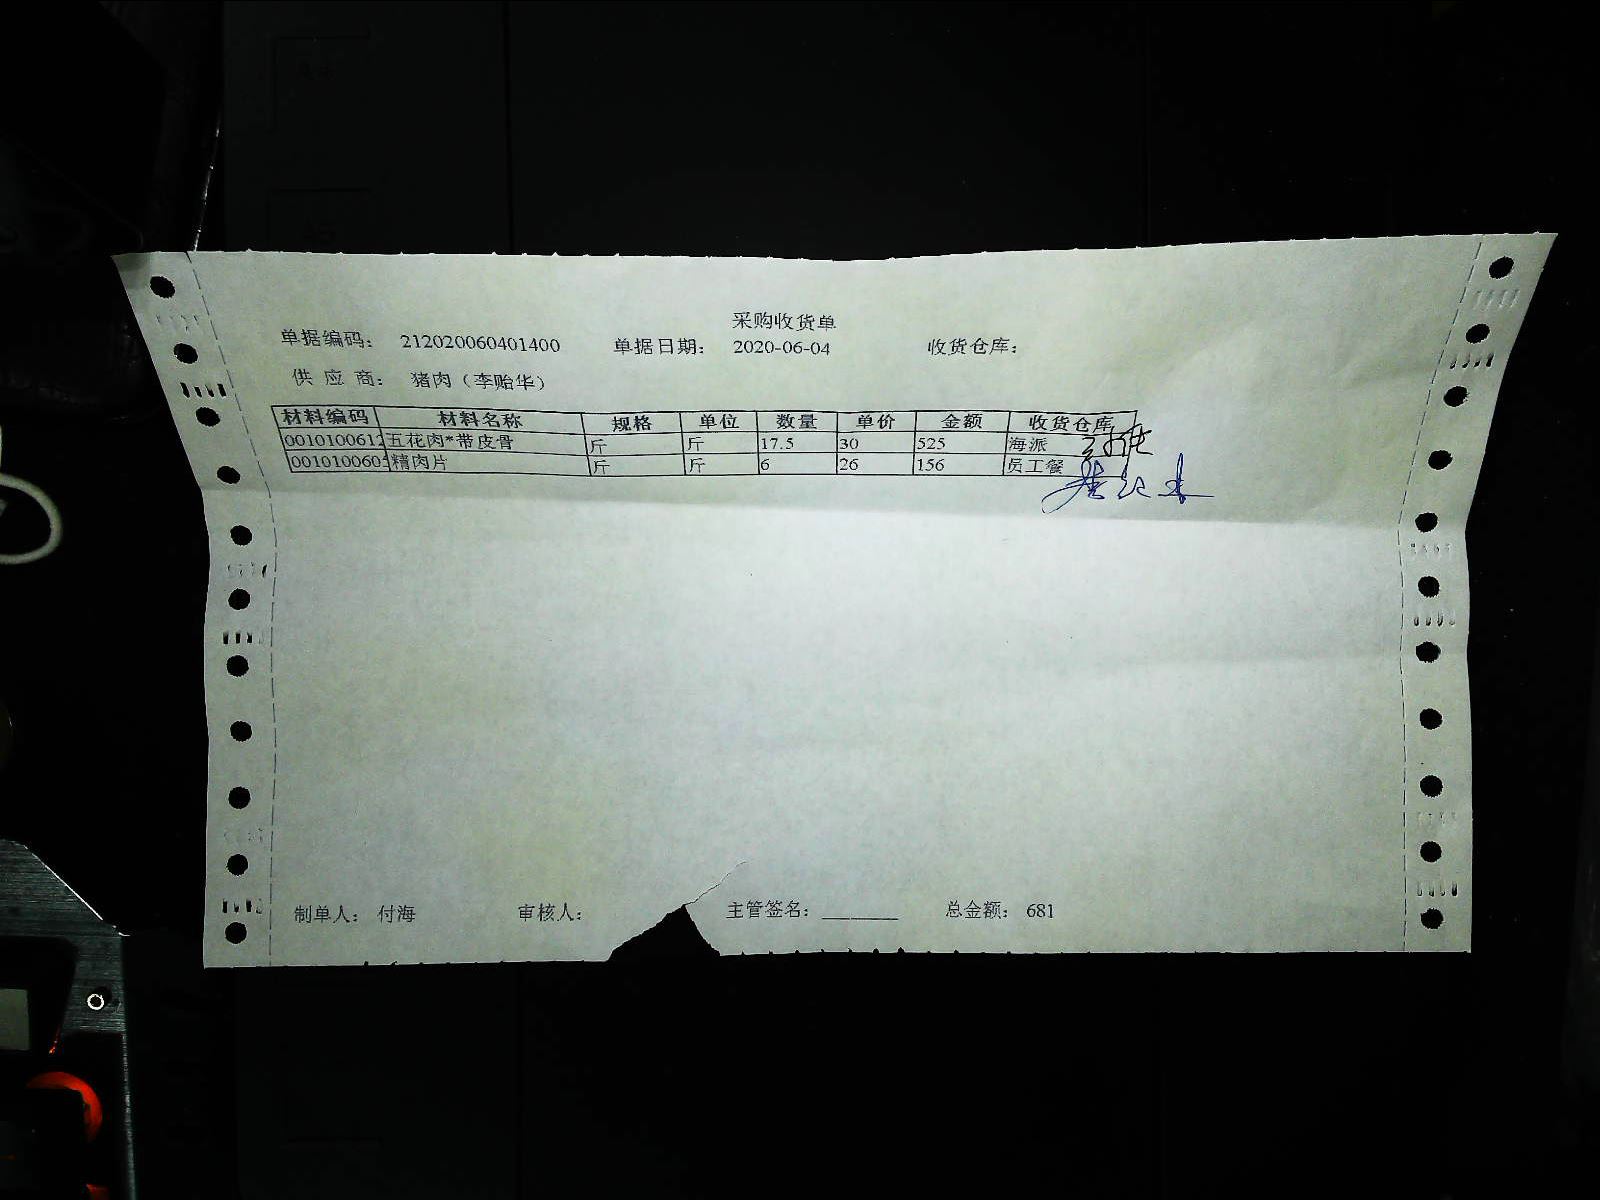 采购收货单
单据编码： 212020060401400 单据日期： 2020-06-04 收货仓库：
供 应 商： 猪肉（李贻华）
材料编码 材料名称 规格 单位 数量 单价 金额 收货仓库
0010100612 五花肉*带皮骨 斤 斤 17.5 30 525 海派
001010060 精肉片 斤 斤 6 26 156 员工餐
制单人： 付海 审核人： 主管签名： 总金额： 681